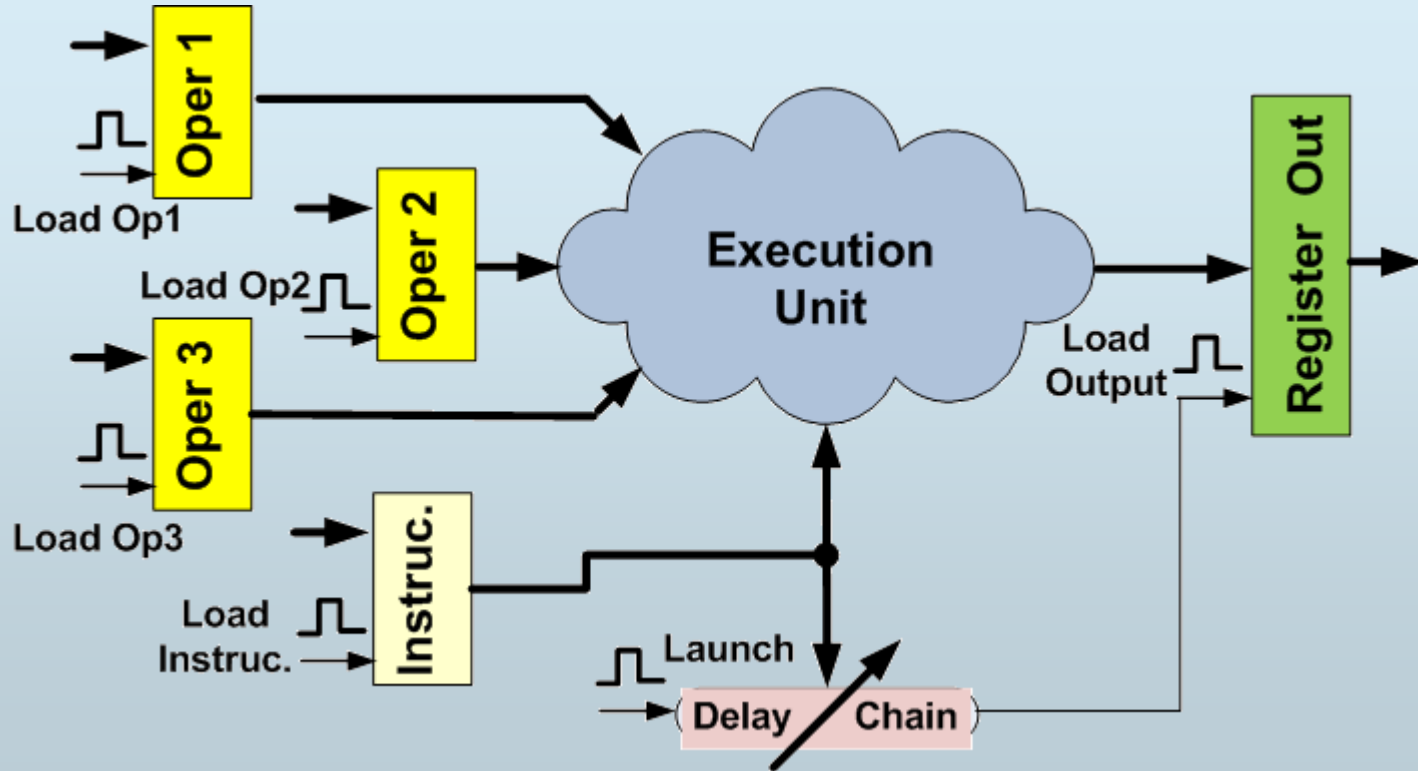 Oper 1
Load Op1
Oper 2
Load Op2
Oper 3
Load Op3
Instruc.
Load
Instruc.
Execution
Unit
Launch
Delay Chain
Load
Output
Register Out